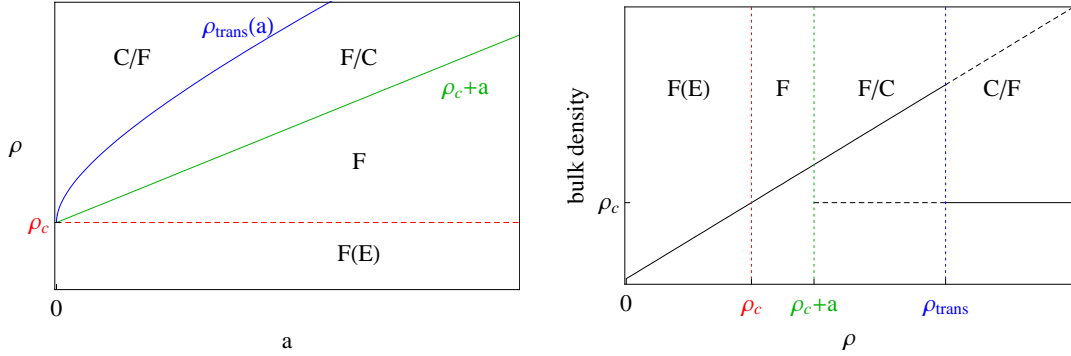 ρtrans(a)
C/F
F/C
ρc+a
ρ
F
ρc
F(E)
0
a
F(E)
F
F/C
C/F
bulk density
ρc
0
ρc
ρc+a
ρtrans
ρ